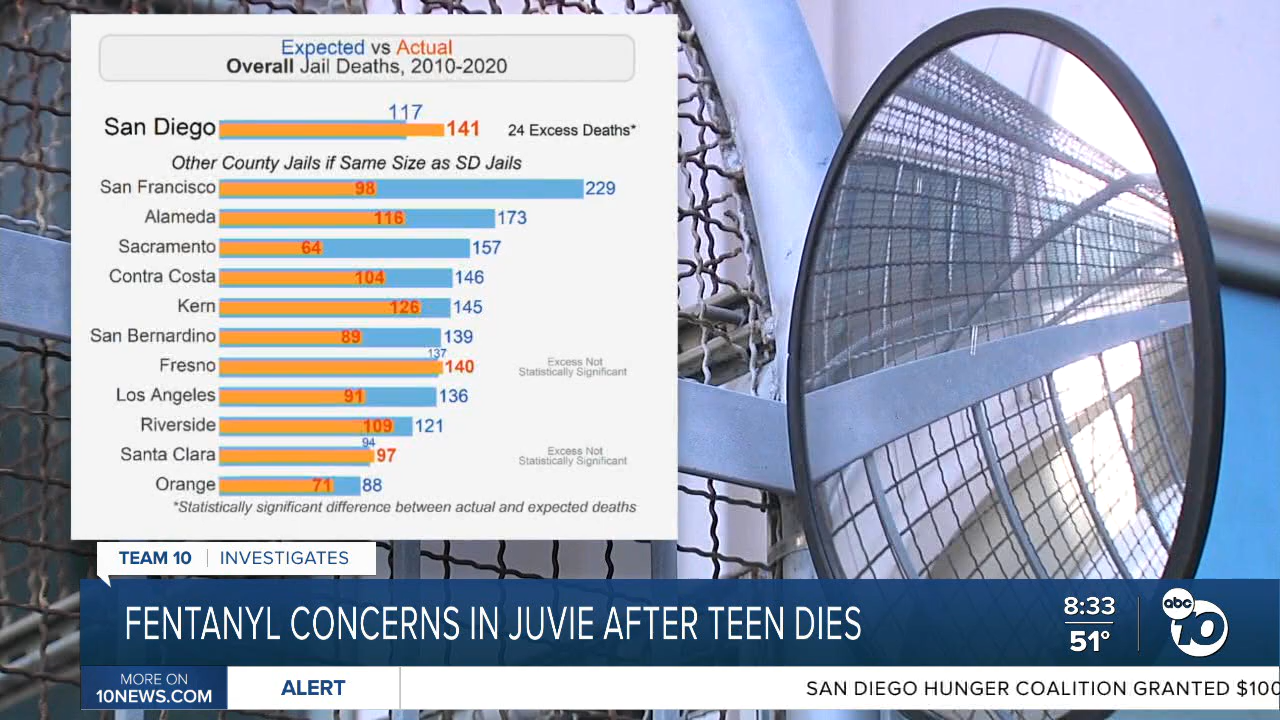 Expected vs Actual
Overall Jail Deaths, 2010-2020
117
San Diego 141 24 Excess Deaths*
Other County Jails if Same Size as SD Jails
San Francisco 98 229
Alameda 116 173
Sacramento 64 157
Contra Costa 104 146
Kern 126 145
San Bernardino 89 139
137
Fresno 140 Excess Not
Statistically Significant
Los Angeles 91 136
Riverside 109 121
94
Santa Clara 97 Excess Not
Statistically Significant
Orange 71 88
*Statistically significant difference between actual and expected deaths
TEAM 10 | INVESTIGATES
FENTANYL CONCERNS IN JUVIE AFTER TEEN DIES
8:33
51°
abc
10
MORE ON
10NEWS.COM
ALERT
SAN DIEGO HUNGER COALITION GRANTED $100